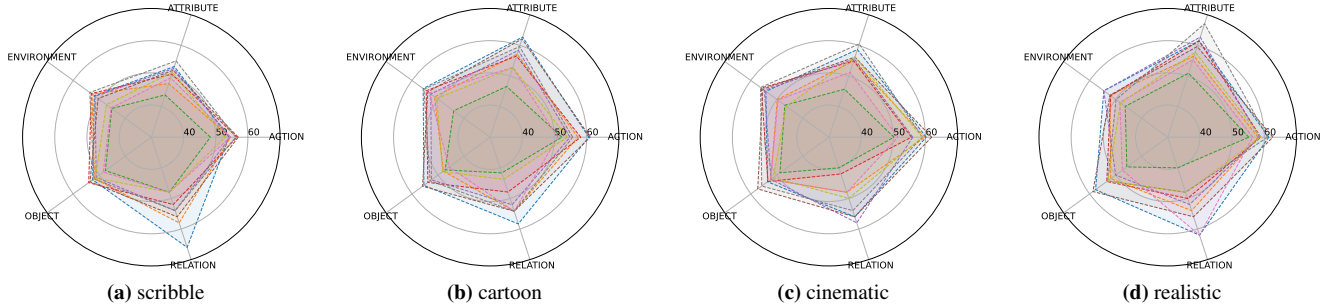 ATTRIBUTE
ENVIRONMENT
40 50 60
ACTION
OBJECT
RELATION
(a) scribble
ATTRIBUTE
ENVIRONMENT
40 50 60
ACTION
OBJECT
RELATION
(b) cartoon
ATTRIBUTE
ENVIRONMENT
40 50 60
ACTION
OBJECT
RELATION
(c) cinematic
ATTRIBUTE
ENVIRONMENT
40 50 60
ACTION
OBJECT
RELATION
(d) realistic